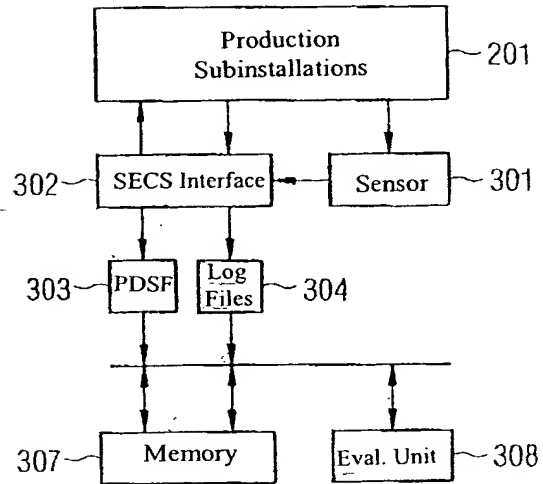 Production
Subinstallations
201
302
SECS Interface
Sensor
301
303
PDSF
Log
Files
304
307
Memory
Eval. Unit
308